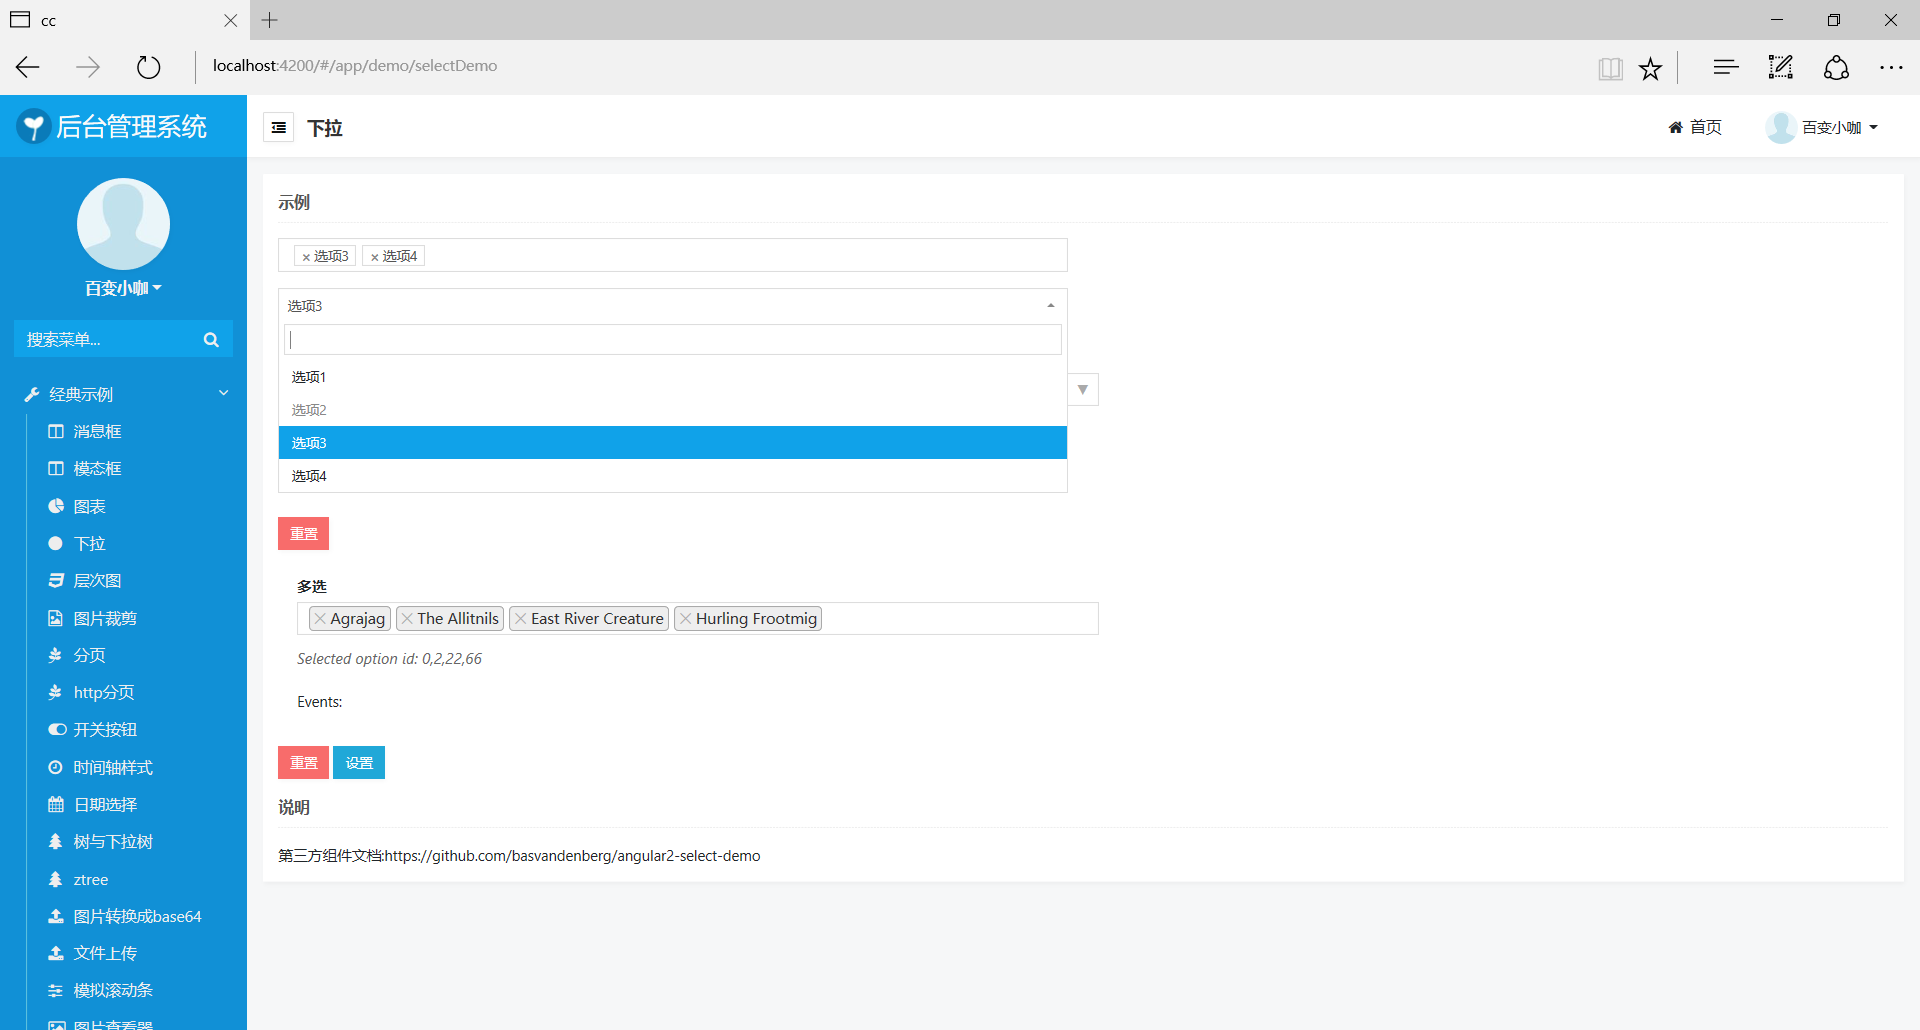 cc
localhost:4200/#/app/demo/selectDemo
后台管理系统
下拉
首页
百变小咖
百变小咖
搜索菜单...
经典示例
消息框
模态框
图表
下拉
层次图
图片裁剪
分页
http分页
开关按钮
时间轴样式
日期选择
树与下拉树
ztree
图片转换成base64
文件上传
模拟滚动条
图片查看器
示例
×选项3 ×选项4
选项3
选项1
选项2
选项3
选项4
重置
多选
Agrajag The Allitnils East River Creature Hurling Frootmig
Selected option id: 0,2,22,66
Events:
重置 设置
说明
第三方组件文档:https://github.com/basvandenberg/angular2-select-demo